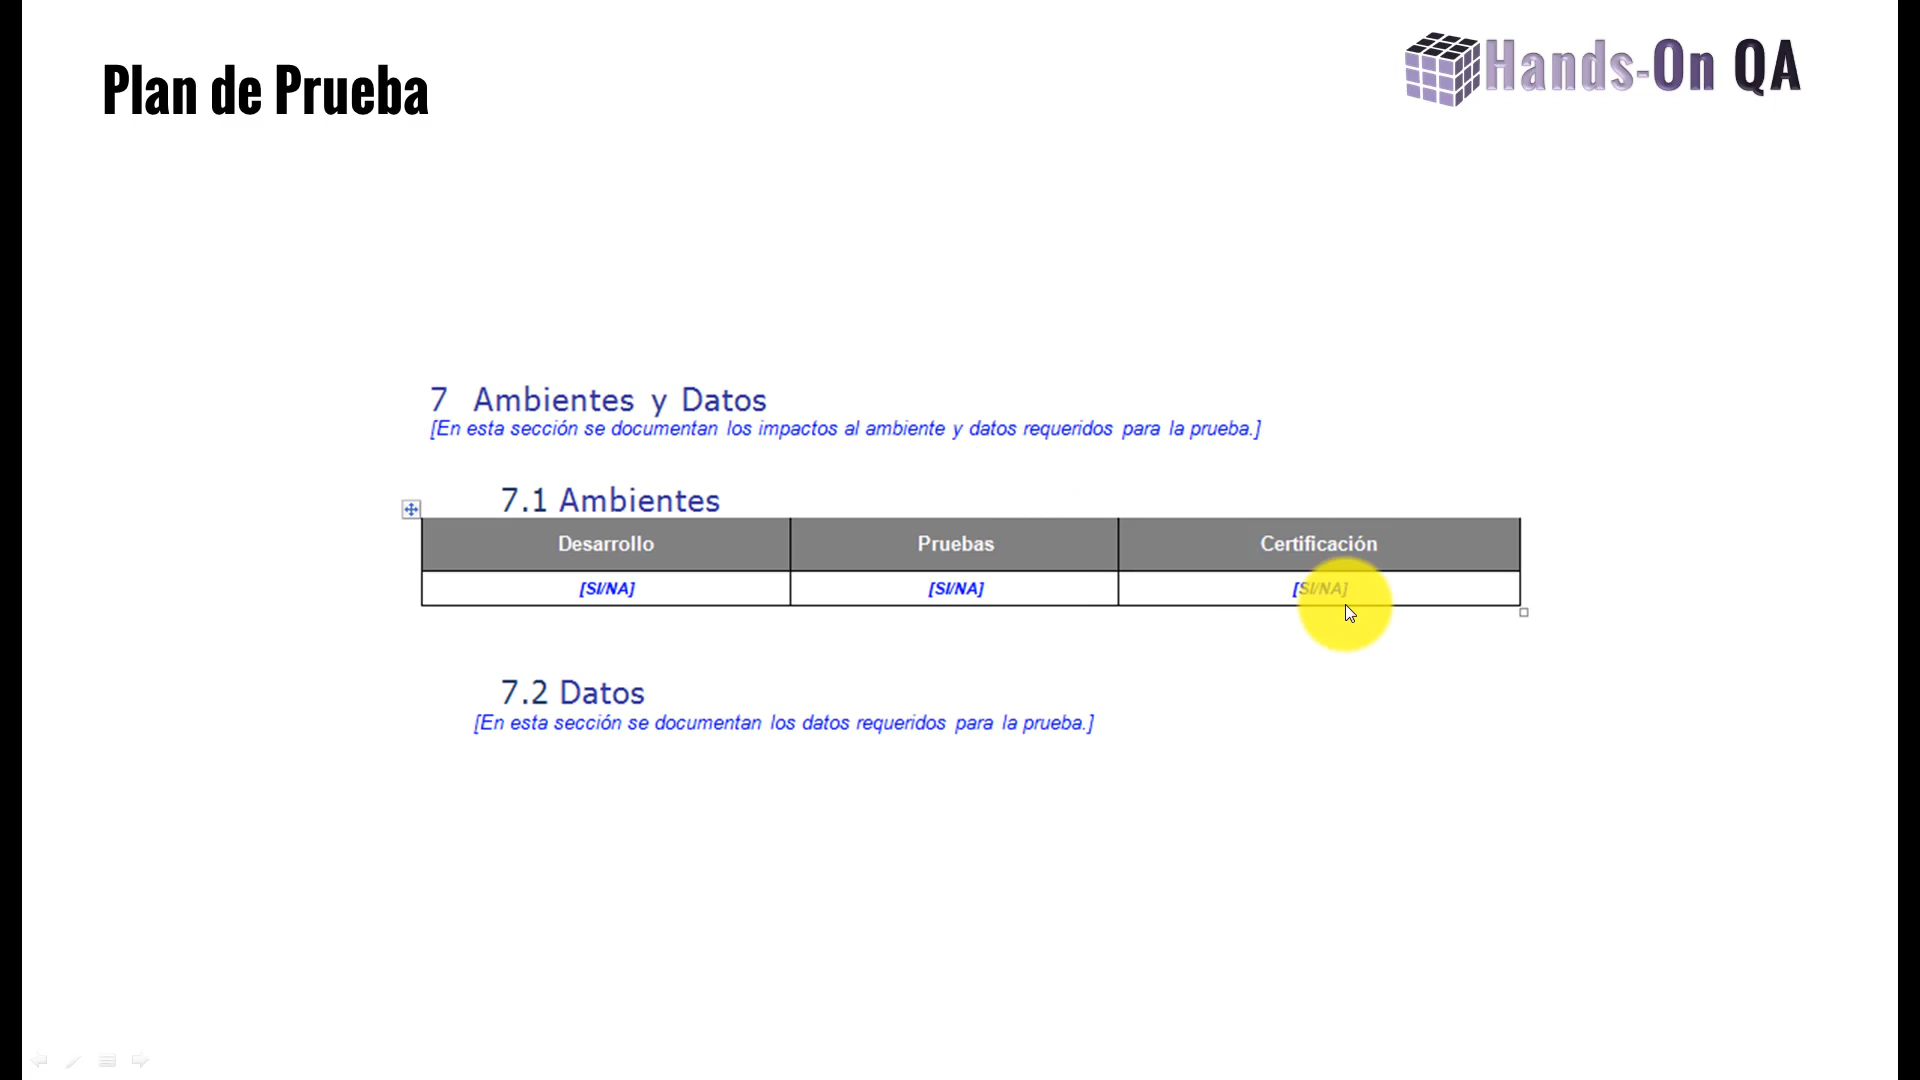 Plan de Prueba
Hands-On QA
7 Ambientes y Datos
[En esta sección se documentan los impactos al ambiente y datos requeridos para la prueba.]
7.1 Ambientes
Desarrollo Pruebas Certificación
[SI/NA] [SI/NA] [SI/NA]
7.2 Datos
[En esta sección se documentan los datos requeridos para la prueba.]